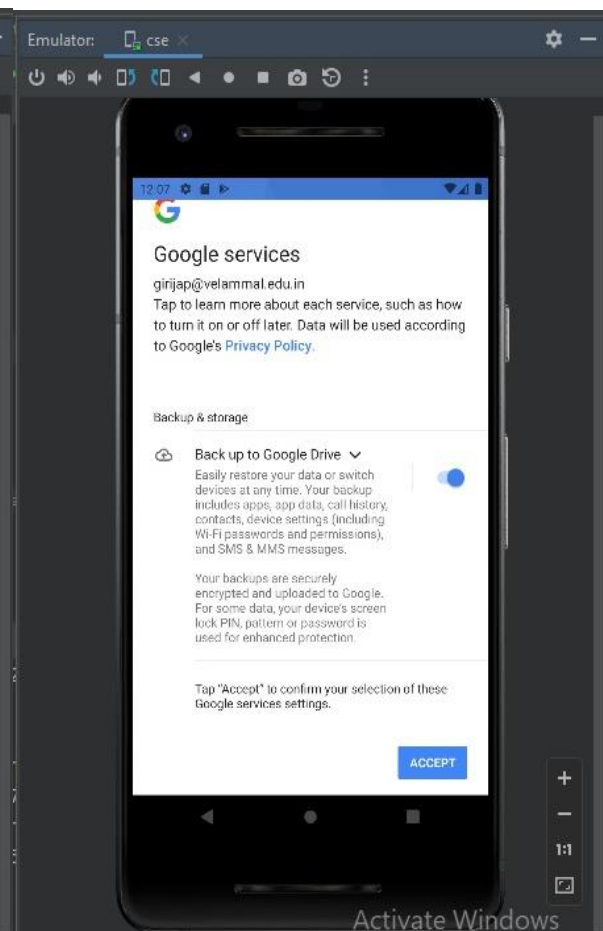 Emulator: cse
12:07
G
Google services
girijap@velammal.edu.in
Tap to learn more about each service, such as how
to turn it on or off later. Data will be used according
to Google's Privacy Policy.
Backup & storage
Back up to Google Drive
Easily restore your data or switch
devices at any time. Your backup
includes apps, app data, call history,
contacts, device settings (including
Wi-Fi passwords and permissions),
and SMS & MMS messages.
Your backups are securely
encrypted and uploaded to Google.
For some data, your device's screen
lock PIN, pattern or password is
used for enhanced protection.
Tap "Accept" to confirm your selection of these
Google services settings.
ACCEPT
1:1
Activate Windows